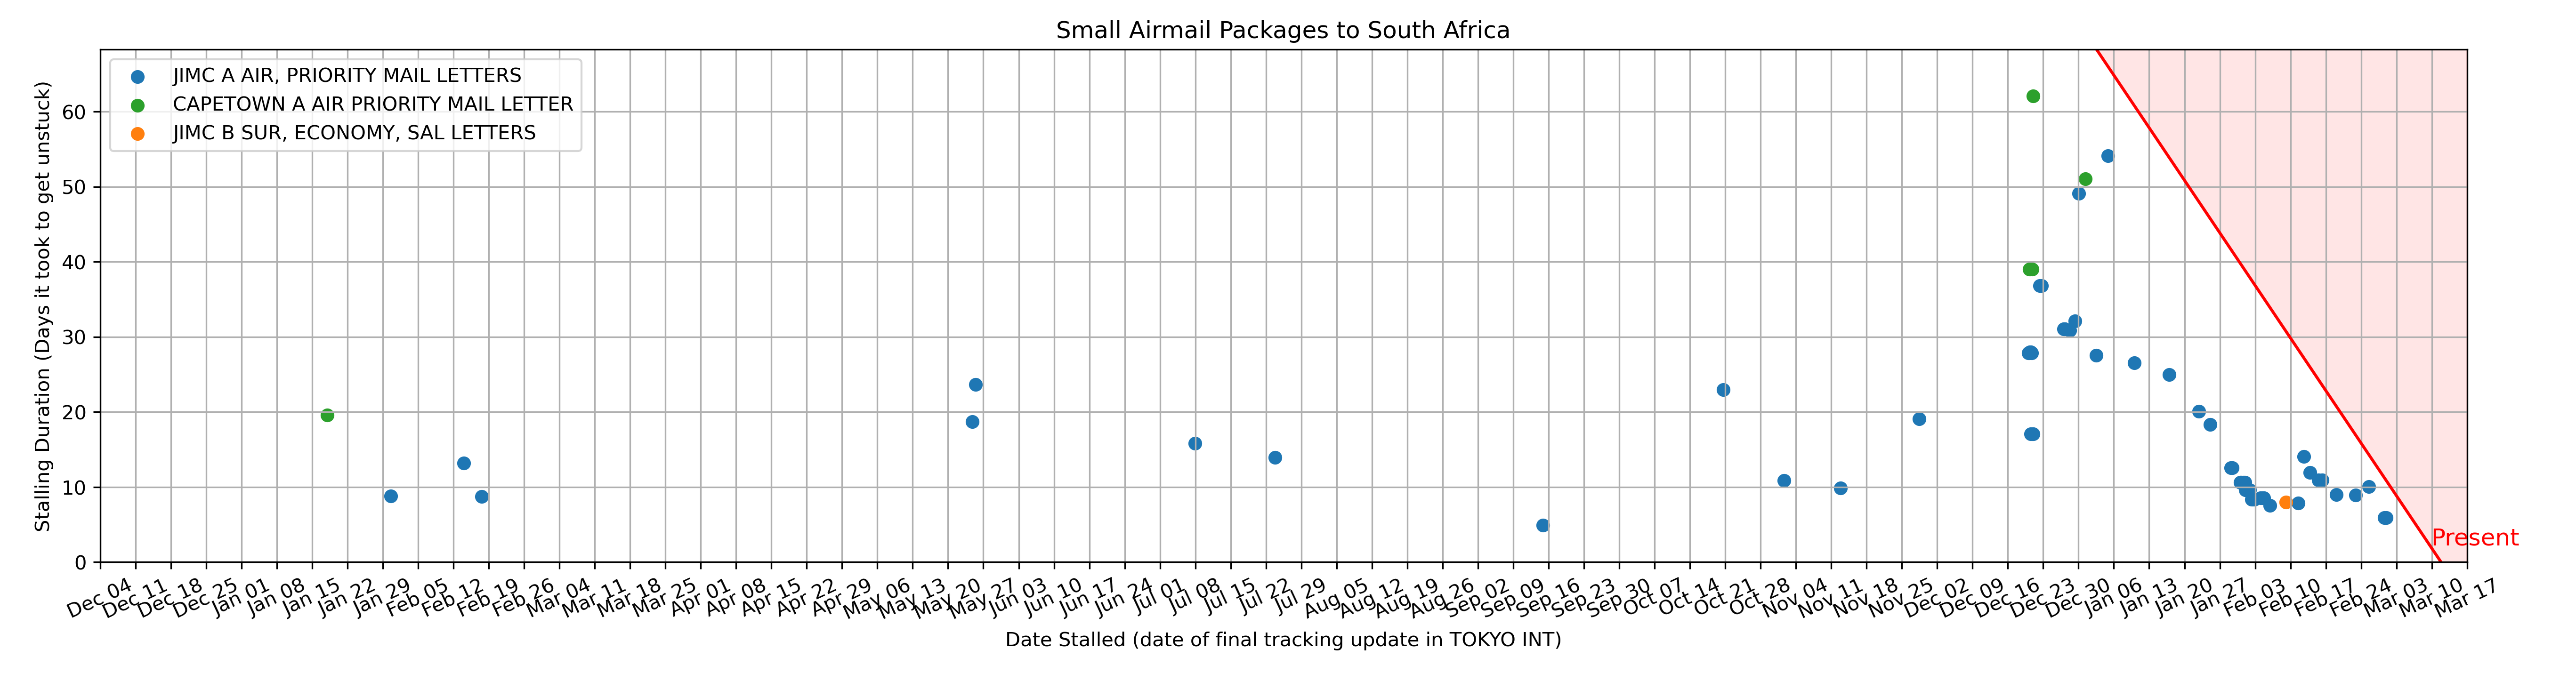 Small Airmail Packages to South Africa
JIMC A AIR, PRIORITY MAIL LETTERS
CAPETOWN A AIR PRIORITY MAIL LETTER
JIMC B SUR, ECONOMY, SAL LETTERS
Stalling Duration (Days it took to get unstuck)
60
50
40
30
20
10
0
Present
Dec 04 Dec 11 Dec 18 Dec 25 Jan 01 Jan 08 Jan 15 Jan 22 Jan 29 Feb 05 Feb 12 Feb 19 Feb 26 Mar 04 Mar 11 Mar 18 Mar 25 Apr 01 Apr 08 Apr 15 Apr 22 Apr 29 May 06 May 13 May 20 May 27 Jun 03 Jun 10 Jun 17 Jun 24 Jul 01 Jul 08 Jul 15 Jul 22 Jul 29 Aug 05 Aug 12 Aug 19 Aug 26 Sep 02 Sep 09 Sep 16 Sep 23 Sep 30 Oct 07 Oct 14 Oct 21 Oct 28 Nov 04 Nov 11 Nov 18 Nov 25 Dec 02 Dec 09 Dec 16 Dec 23 Dec 30 Jan 06 Jan 13 Jan 20 Jan 27 Feb 03 Feb 10 Feb 17 Feb 24 Mar 03 Mar 10 Mar 17
Date Stalled (date of final tracking update in TOKYO INT)